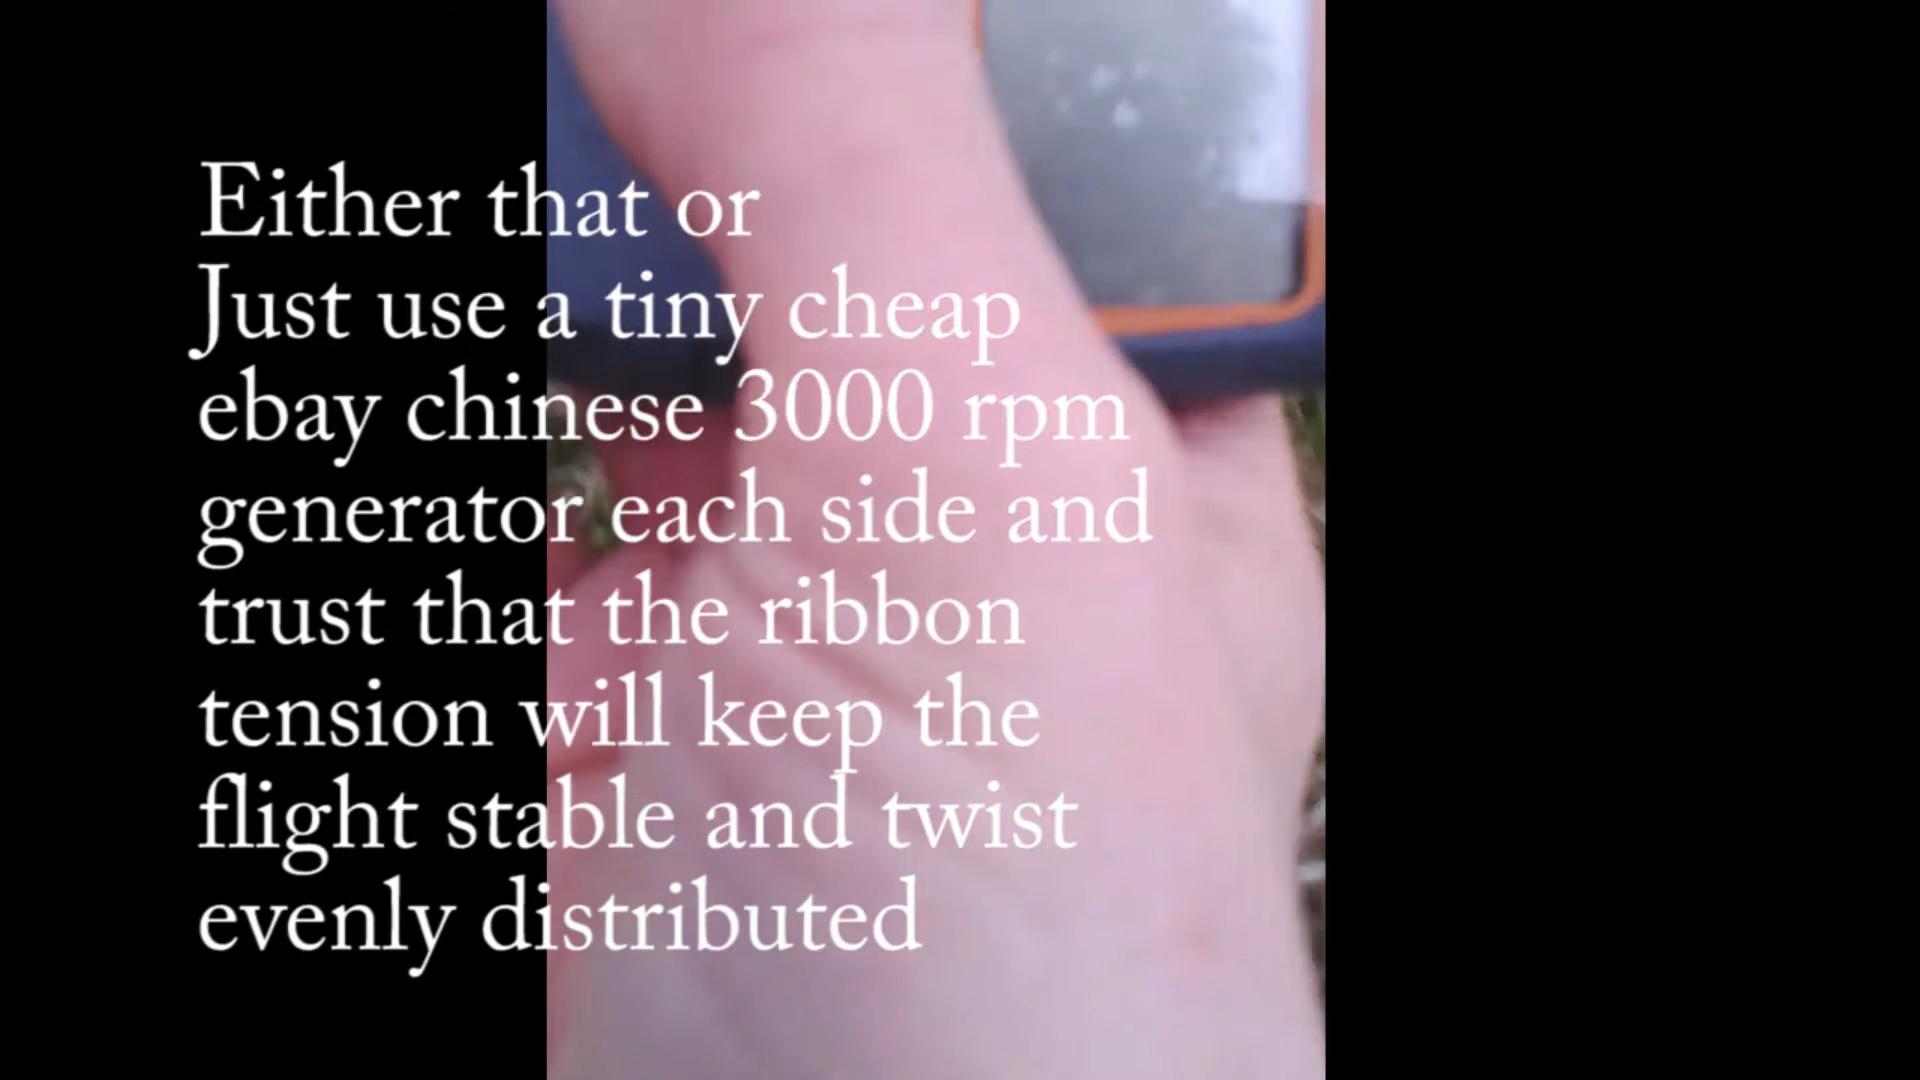 Either that or
Just use a tiny cheap
ebay chinese 3000 rpm
generator each side and
trust that the ribbon
tension will keep the
flight stable and twist
evenly distributed